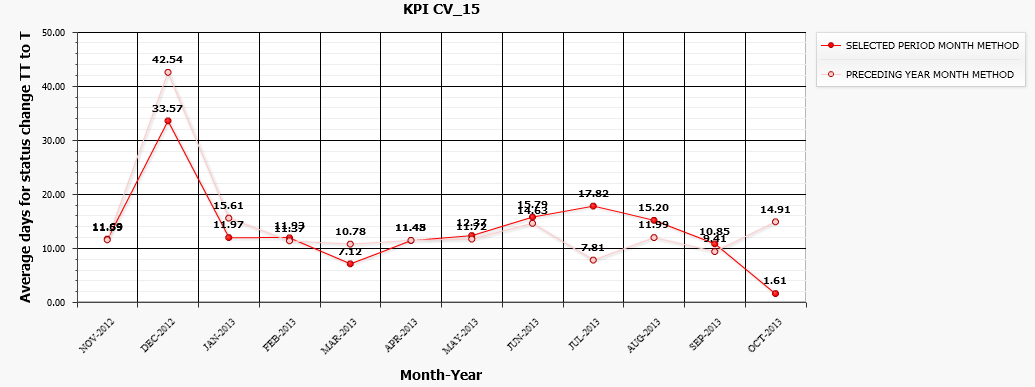 KPI CV_15
50.00
40.00
30.00
20.00
10.00
0.00
Average days for status change TT to T
42.54
33.57
15.61
11.97
11.37
10.78
7.12
12.37
11.72
15.79
14.63
17.82
7.81
15.20
11.99
10.85
9.41
14.91
1.61
NOV-2012
DEC-2012
JAN-2013
FEB-2013
MAR-2013
APR-2013
MAY-2013
JUN-2013
JUL-2013
AUG-2013
SEP-2013
OCT-2013
Month-Year
SELECTED PERIOD MONTH METHOD
PRECEDING YEAR MONTH METHOD